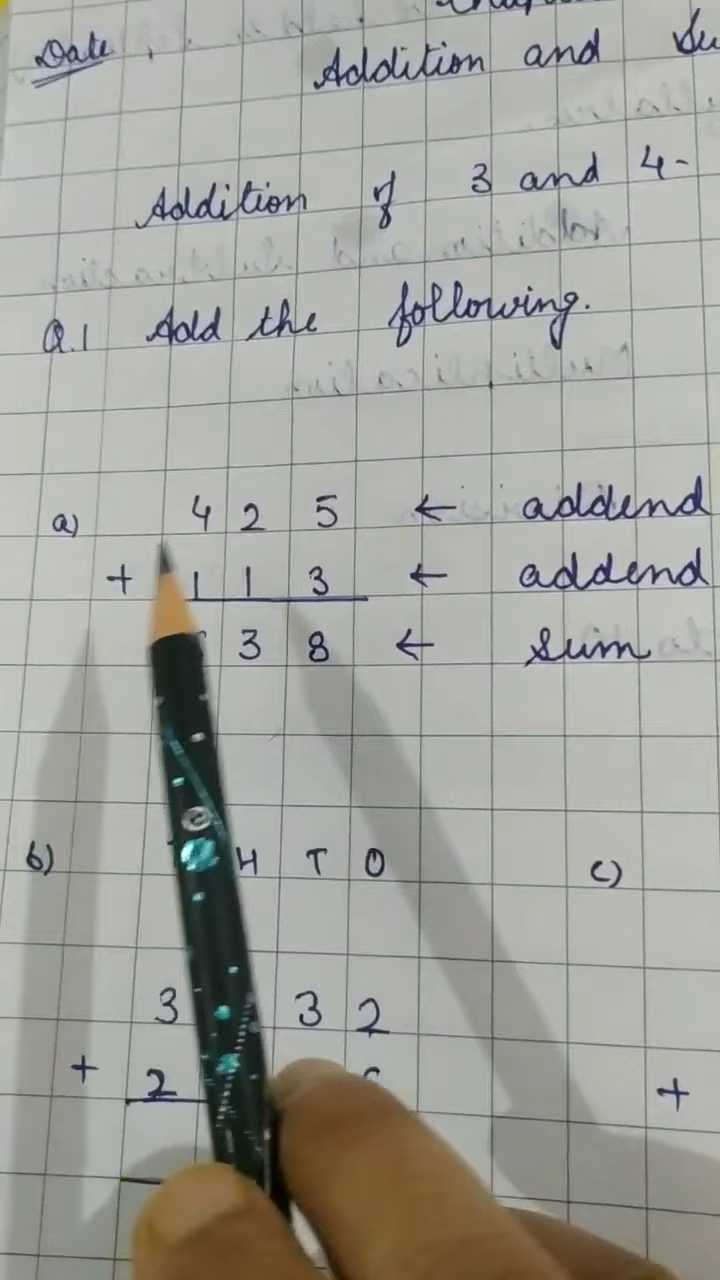 Date
Addition and
Addition of 3 and 4-
Q.1 Add the following.
a) 4 2 5 ← addend
+ 1 1 3 ← addend
3 8 ← sum
b) H T O c)
3 3 2
+ 2 +